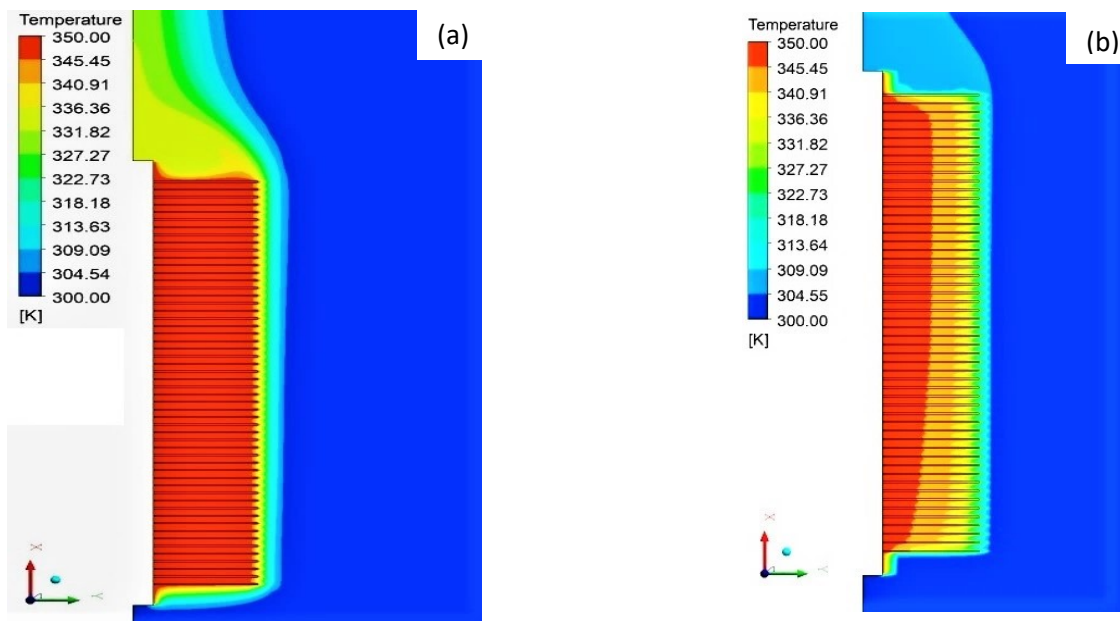 (a)
Temperature
350.00
345.45
340.91
336.36
331.82
327.27
322.73
318.18
313.63
309.09
304.54
300.00
[K]
X
Y
(b)
Temperature
350.00
345.45
340.91
336.36
331.82
327.27
322.73
318.18
313.64
309.09
304.55
300.00
[K]
X
Y